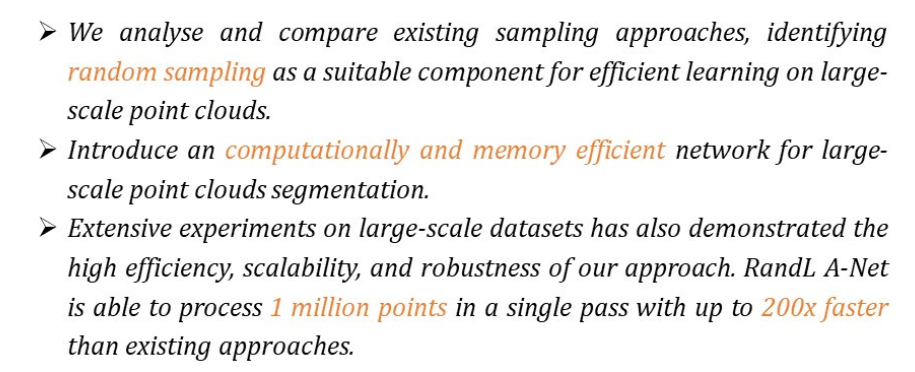 ➢ We analyse and compare existing sampling approaches, identifying
random sampling as a suitable component for efficient learning on large-
scale point clouds.
➢ Introduce an computationally and memory efficient network for large-
scale point clouds segmentation.
➢ Extensive experiments on large-scale datasets has also demonstrated the
high efficiency, scalability, and robustness of our approach. RandL A-Net
is able to process 1 million points in a single pass with up to 200x faster
than existing approaches.